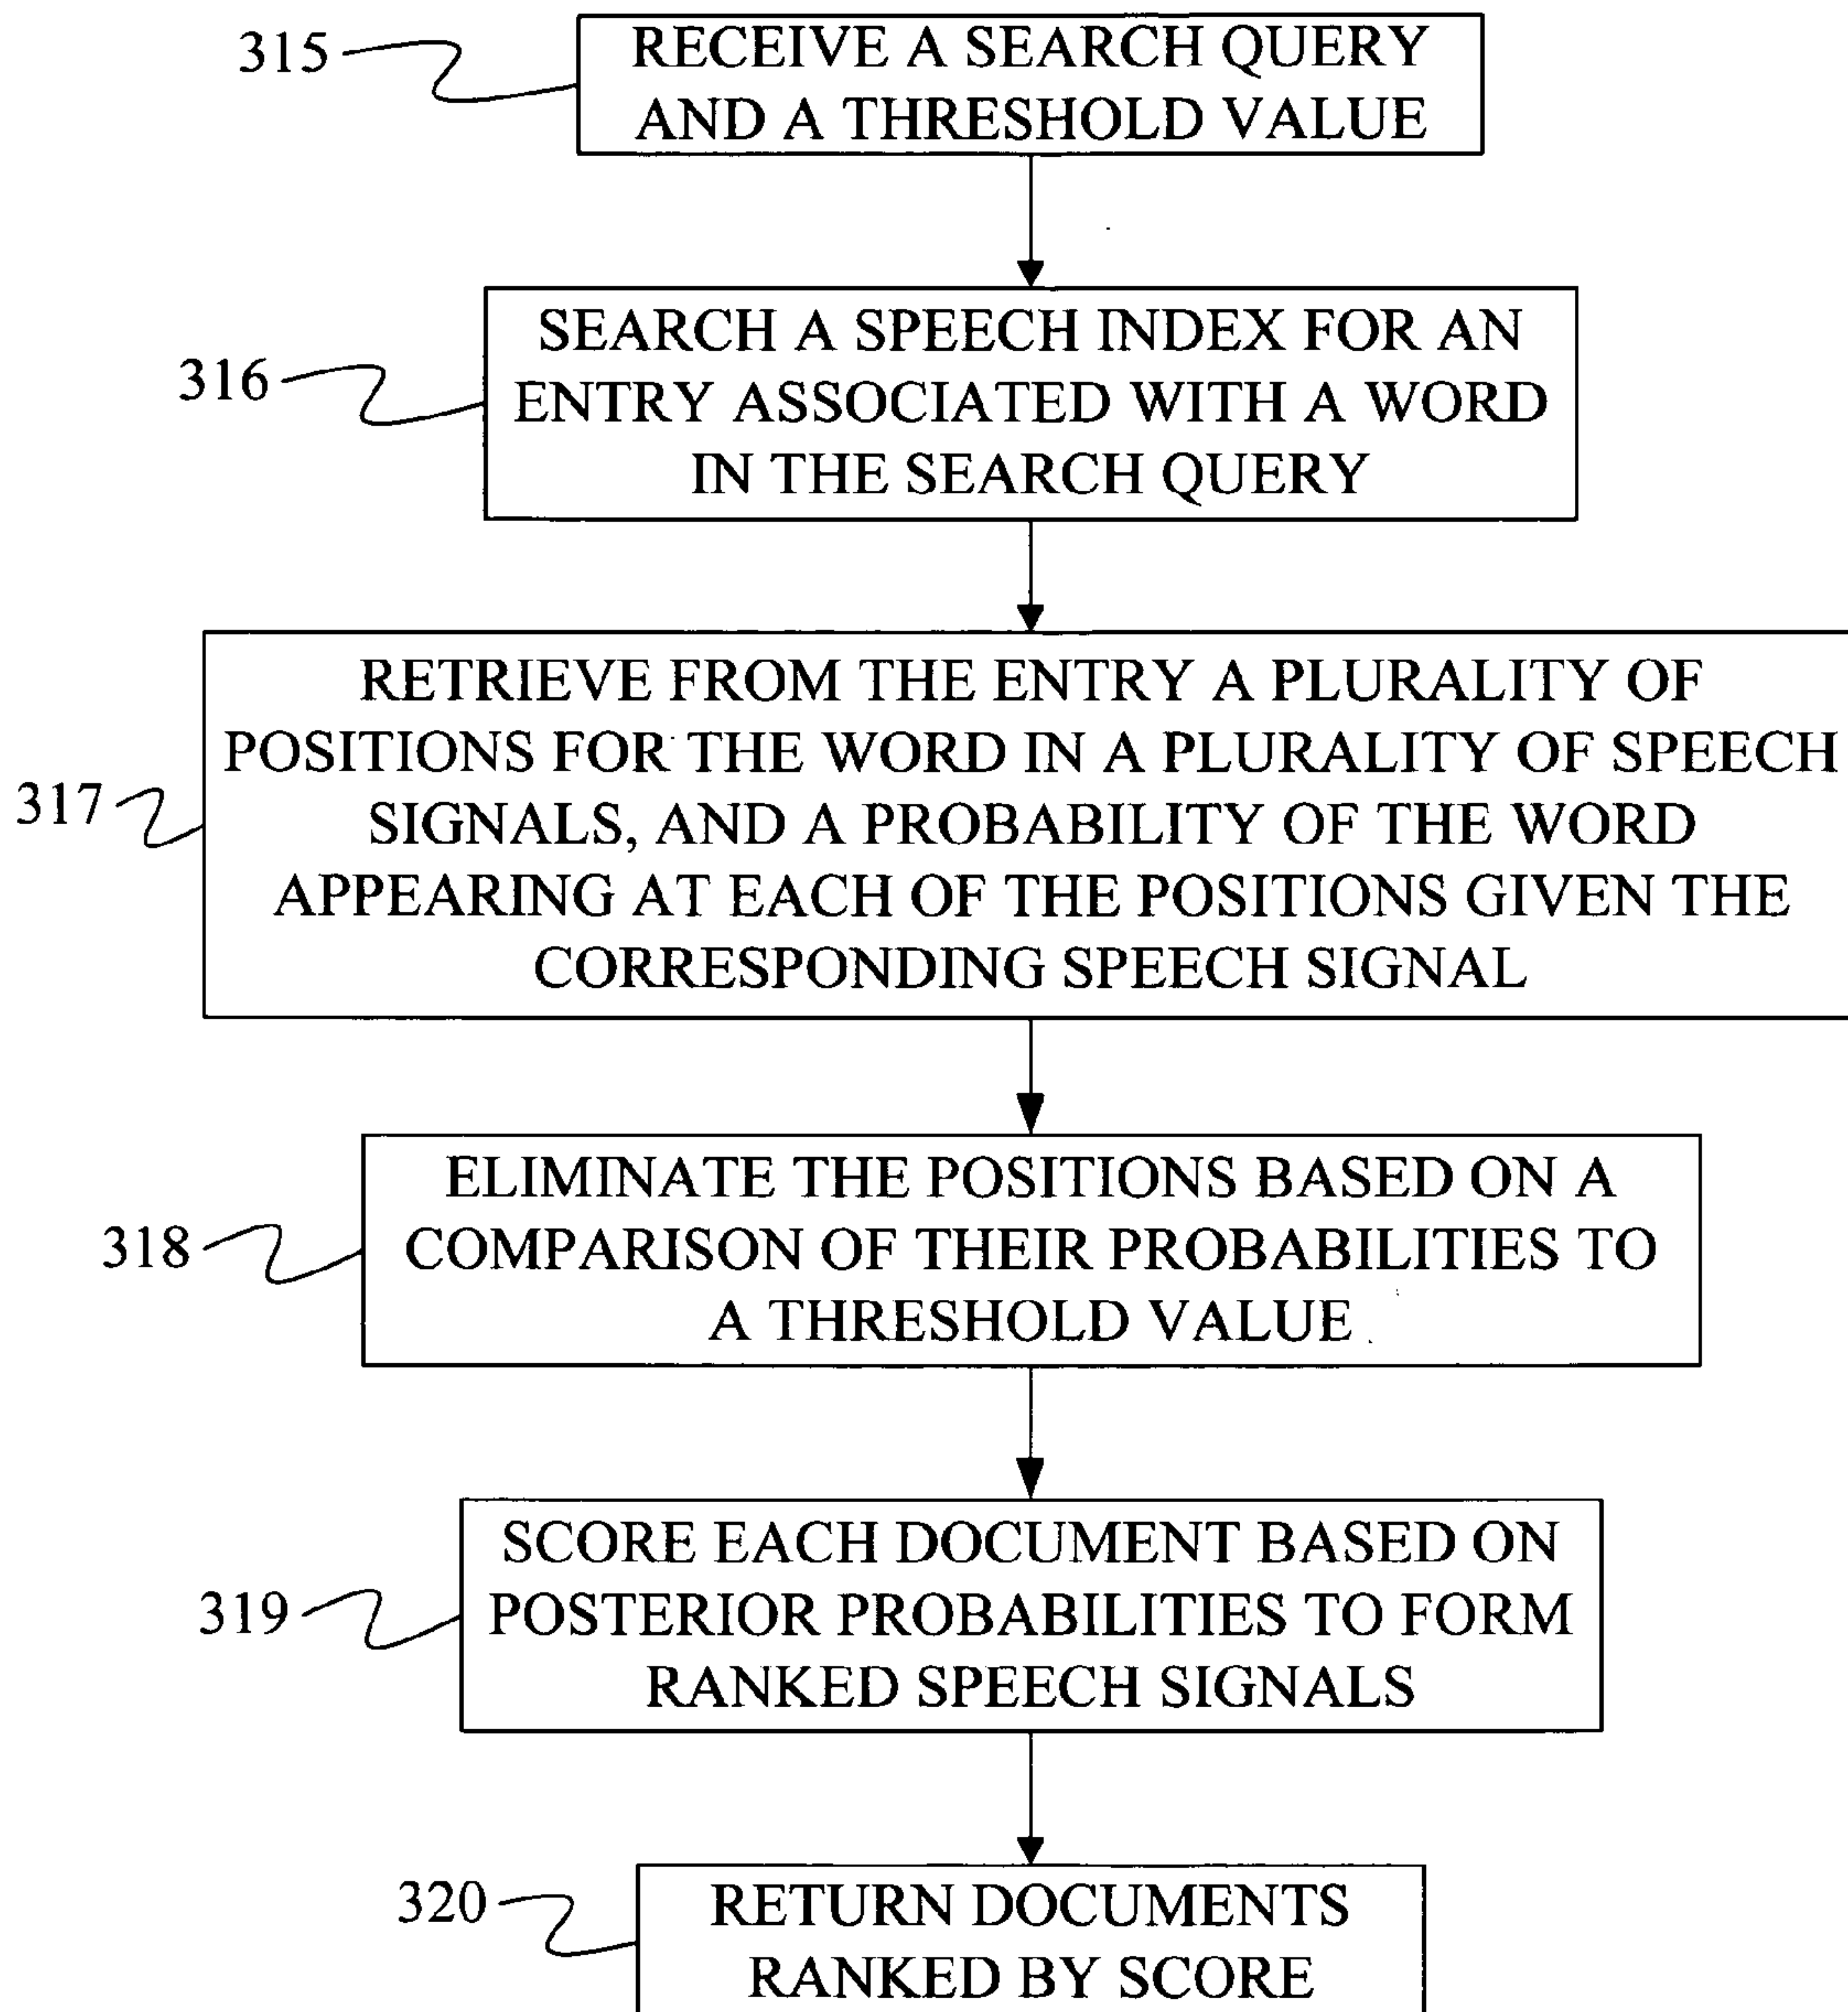 315
RECEIVE A SEARCH QUERY
AND A THRESHOLD VALUE
316
SEARCH A SPEECH INDEX FOR AN
ENTRY ASSOCIATED WITH A WORD
IN THE SEARCH QUERY
317
RETRIEVE FROM THE ENTRY A PLURALITY OF
POSITIONS FOR THE WORD IN A PLURALITY OF SPEECH
SIGNALS, AND A PROBABILITY OF THE WORD
APPEARING AT EACH OF THE POSITIONS GIVEN THE
CORRESPONDING SPEECH SIGNAL
318
ELIMINATE THE POSITIONS BASED ON A
COMPARISON OF THEIR PROBABILITIES TO
A THRESHOLD VALUE
319
SCORE EACH DOCUMENT BASED ON
POSTERIOR PROBABILITIES TO FORM
RANKED SPEECH SIGNALS
320
RETURN DOCUMENTS
RANKED BY SCORE